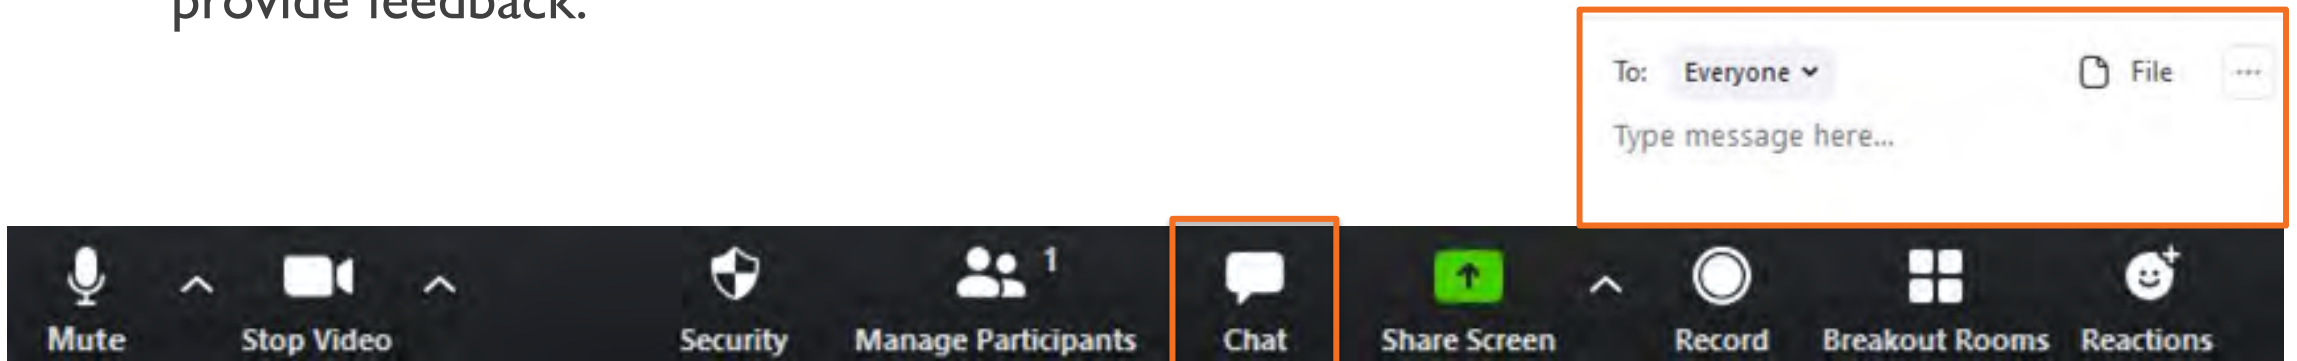 provide feedback.
To: Everyone File ...
Type message here...
1
Mute Stop Video Security Manage Participants Chat Share Screen Record Breakout Rooms Reactions